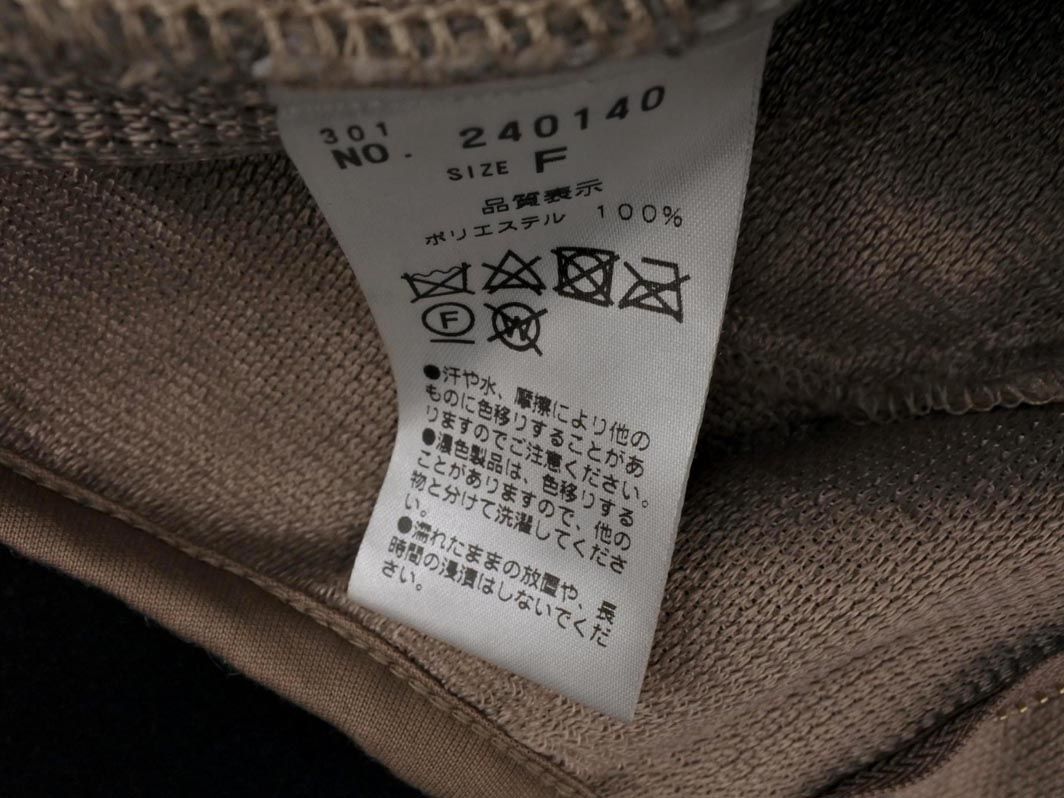 301
NO. 240140
SIZE F
品質表示
ポリエステル 100%
F
W
●汗や水、摩擦により他の
ものに色移りすることがあ
りますのでご注意ください。
●濃色製品は、色移りする
ことがありますので、他の
物と分けて洗濯してくださ
い。
●濡れたままの放置や、長
時間の浸漬はしないでくだ
さい。